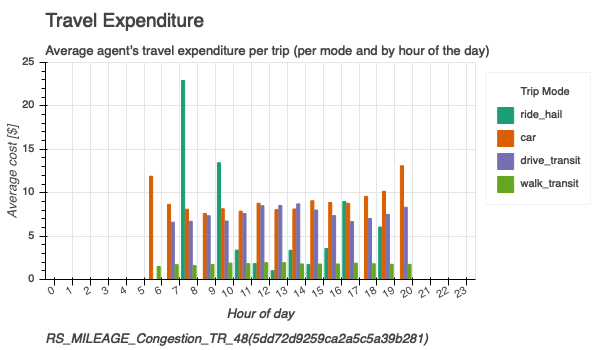 Travel Expenditure
Average agent's travel expenditure per trip (per mode and by hour of the day)
25
20
15
10
5
0
Average cost [$]
0 1 2 3 4 5 6 7 8 9 10 11 12 13 14 15 16 17 18 19 20 21 22 23
Hour of day
Trip Mode
ride_hail
car
drive_transit
walk_transit
RS_MILEAGE_Congestion_TR_48(5dd72d9259ca2a5c5a39b281)